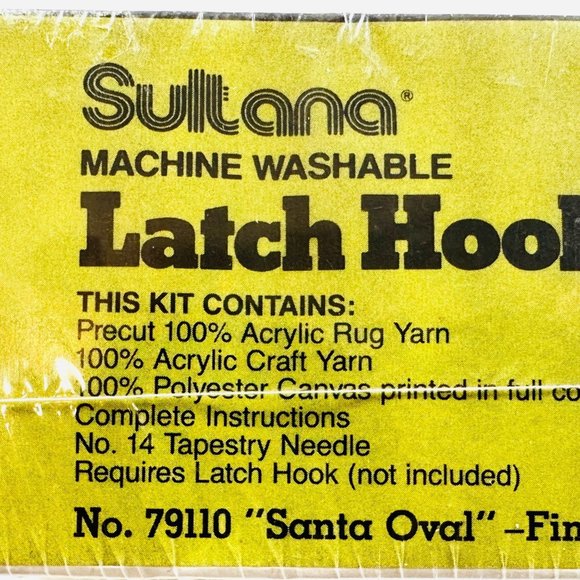 Sultana®
MACHINE WASHABLE
Latch Hook
THIS KIT CONTAINS:
Precut 100% Acrylic Rug Yarn
100% Acrylic Craft Yarn
100% Polyester Canvas printed in full co
Complete Instructions
No. 14 Tapestry Needle
Requires Latch Hook (not included)
No. 79110 "Santa Oval" –Fin